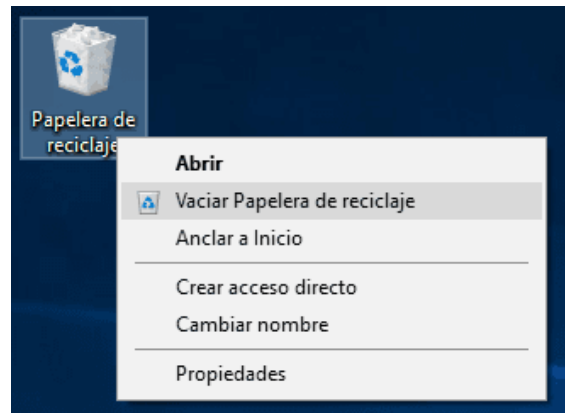 Papelera de
reciclaje
Abrir
Vaciar Papelera de reciclaje
Anclar a Inicio
Crear acceso directo
Cambiar nombre
Propiedades